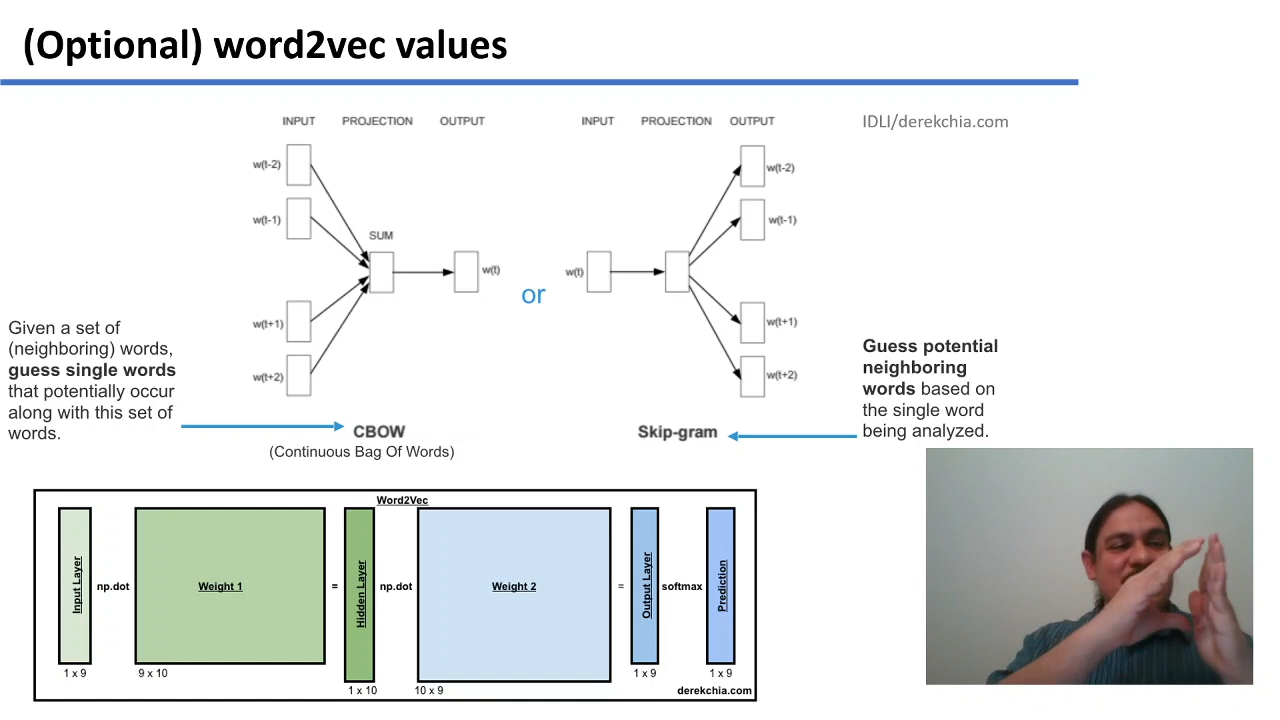 (Optional) word2vec values
INPUT PROJECTION OUTPUT
w(t-2)
w(t-1)
SUM
w(t)
w(t+1)
w(t+2)
CBOW
(Continuous Bag Of Words)
Given a set of
(neighboring) words,
guess single words
that potentially occur
along with this set of
words.
or
INPUT PROJECTION OUTPUT
w(t-2)
w(t-1)
w(t)
w(t+1)
w(t+2)
Skip-gram
IDLI/derekchia.com
Guess potential
neighboring
words based on
the single word
being analyzed.
Word2Vec
Input Layer
np.dot
Weight 1
=
Hidden Layer
np.dot
Weight 2
=
Output Layer
softmax
Prediction
1 x 9
9 x 10
1 x 10
10 x 9
1 x 9
1 x 9
derekchia.com